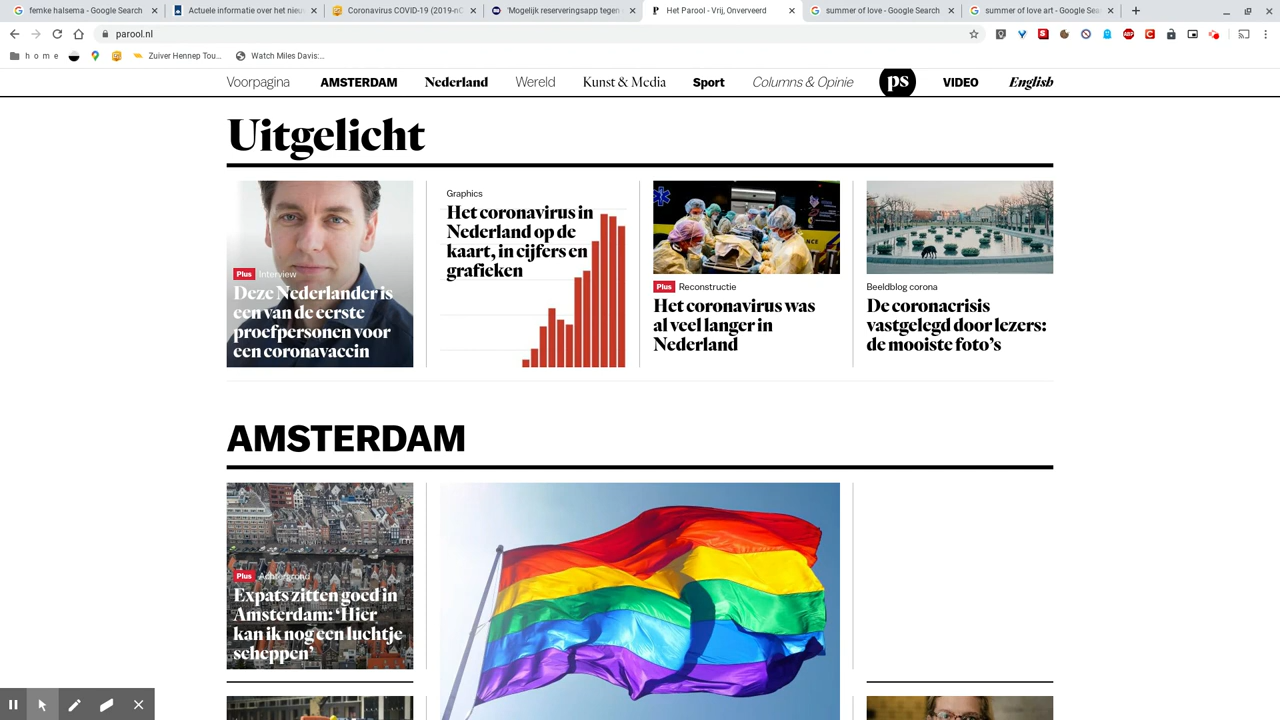 femke halsema - Google Search
Actuele informatie over het nieu
Coronavirus COVID-19 (2019-nC
'Mogelijk reserveringsapp tegen
Het Parool - Vrij, Onverveerd
summer of love - Google Search
summer of love art - Google Sea
parool.nl
h o m e
Zuiver Hennep Tou...
Watch Miles Davis:...
Voorpagina
AMSTERDAM
Nederland
Wereld
Kunst & Media
Sport
Columns & Opinie
ps
VIDEO
English
Uitgelicht
Plus Interview
Deze Nederlander is
een van de eerste
proefpersonen voor
een coronavaccin
Graphics
Het coronavirus in
Nederland op de
kaart, in cijfers en
grafieken
Plus Reconstructie
Het coronavirus was
al veel langer in
Nederland
Beeldblog corona
De coronacrisis
vastgelegd door lezers:
de mooiste foto's
AMSTERDAM
Plus Achtergrond
Expats zitten goed in
Amsterdam: 'Hier
kan ik nog een luchtje
scheppen'